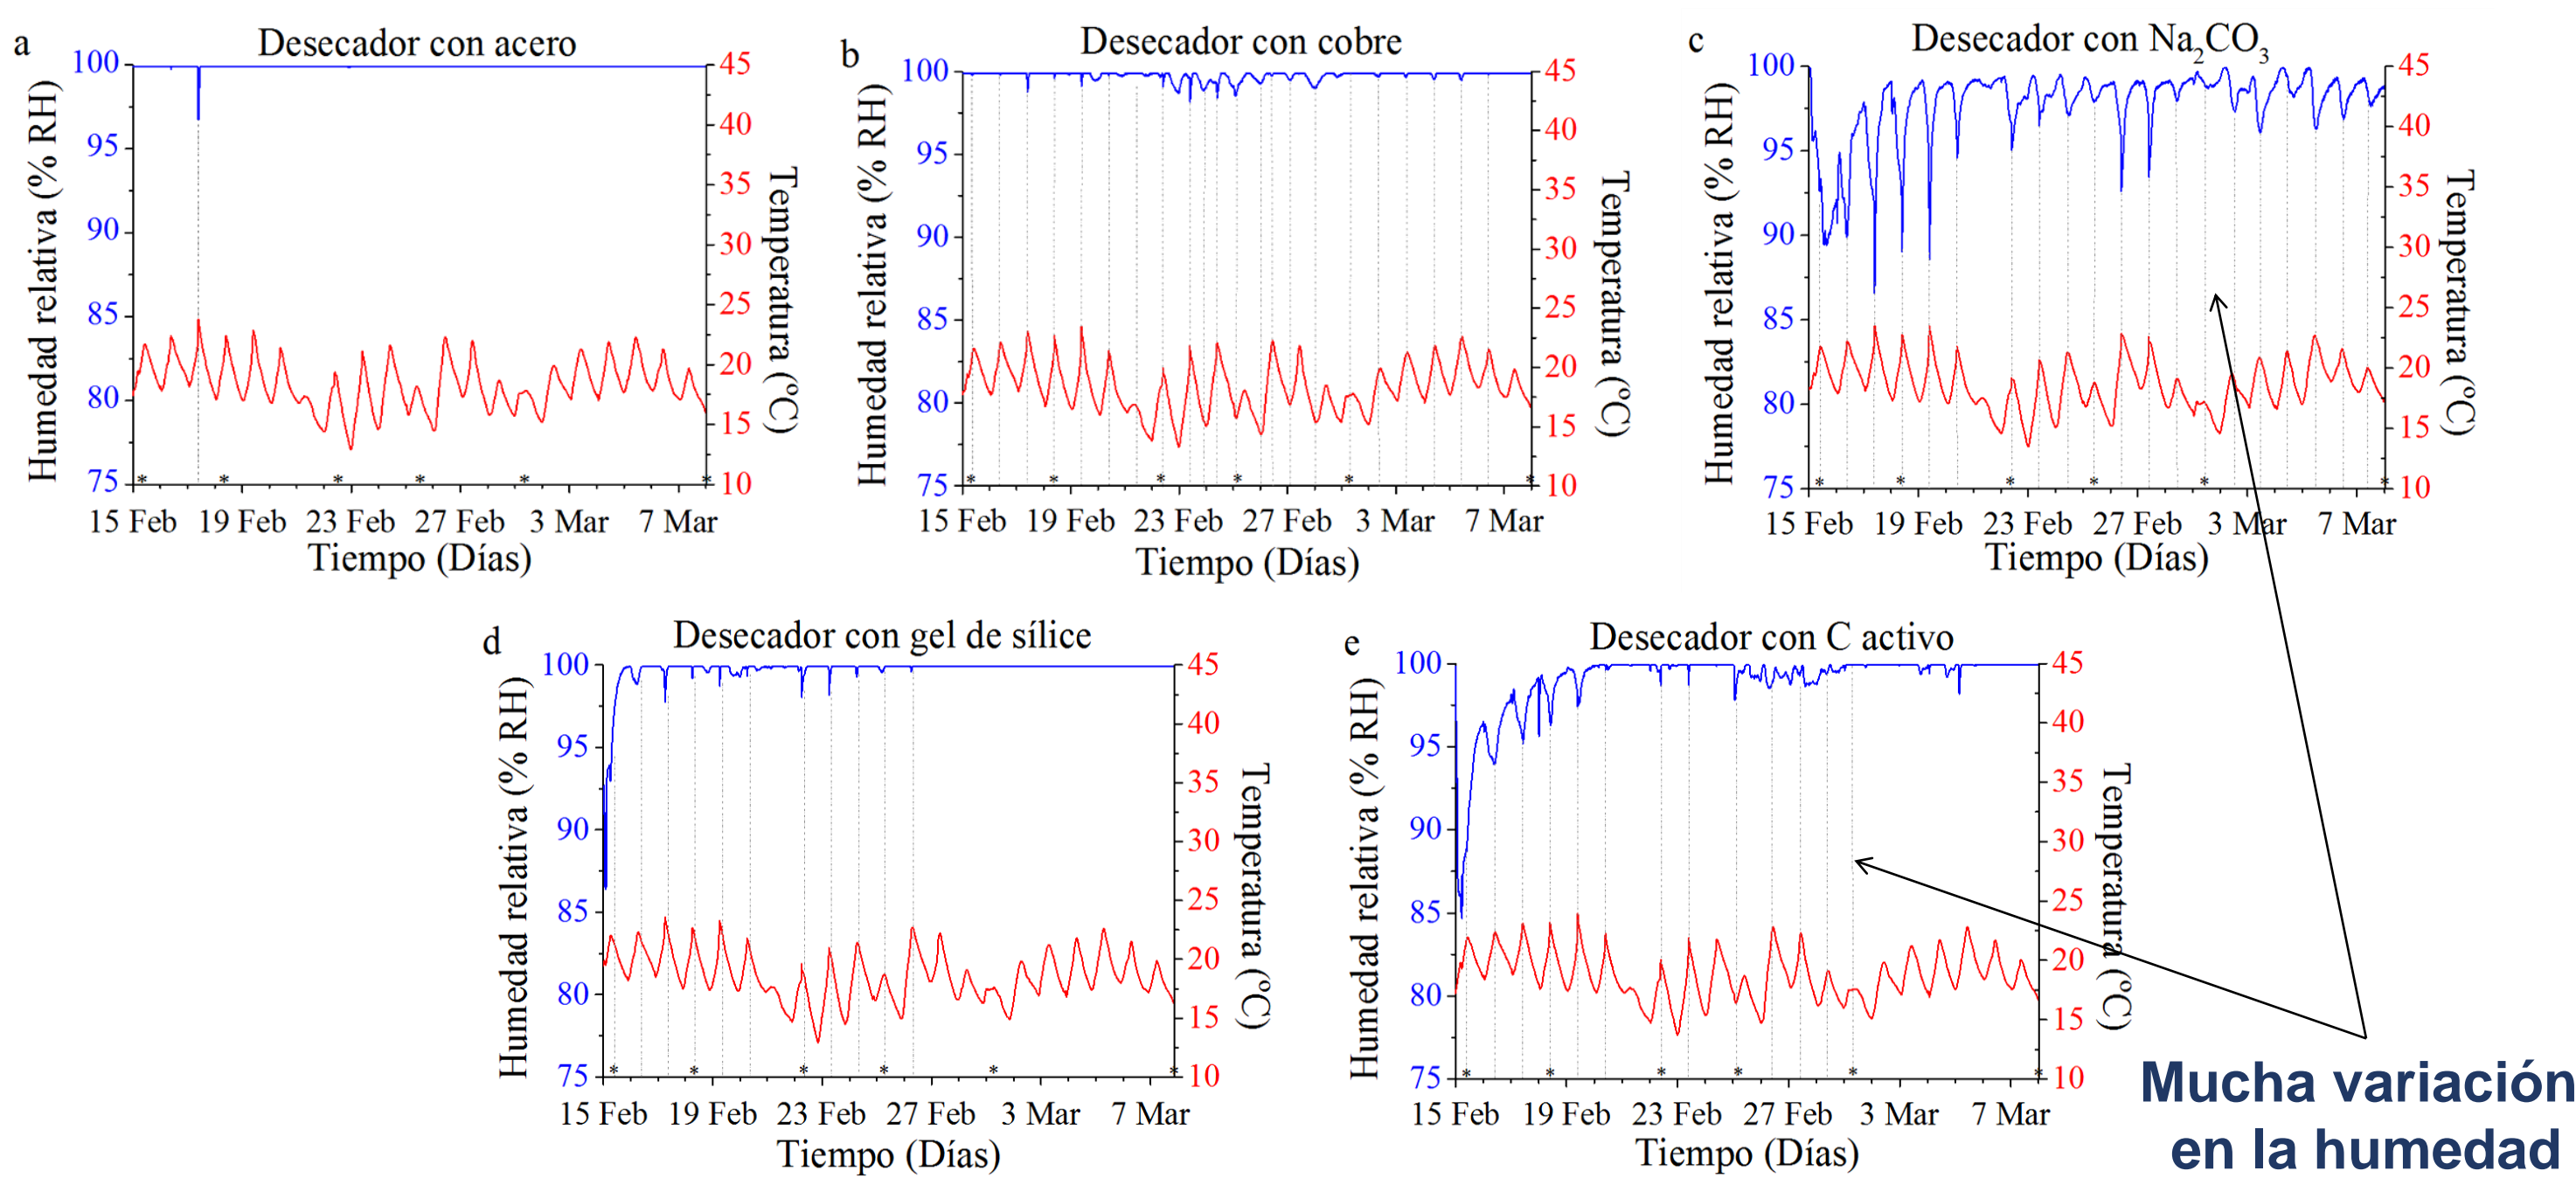 a
Desecador con acero
Humedad relativa (% RH)
100
95
90
85
80
75
45
40
35
30
25
20
15
10
Temperatura (ºC)
* * * * * *
15 Feb 19 Feb 23 Feb 27 Feb 3 Mar 7 Mar
Tiempo (Días)
b
Desecador con cobre
Humedad relativa (% RH)
100
95
90
85
80
75
45
40
35
30
25
20
15
10
Temperatura (ºC)
* * * * * *
15 Feb 19 Feb 23 Feb 27 Feb 3 Mar 7 Mar
Tiempo (Días)
c
Desecador con Na₂CO₃
Humedad relativa (% RH)
100
95
90
85
80
75
45
40
35
30
25
20
15
10
Temperatura (ºC)
* * * * * *
15 Feb 19 Feb 23 Feb 27 Feb 3 Mar 7 Mar
Tiempo (Días)
d
Desecador con gel de sílice
Humedad relativa (% RH)
100
95
90
85
80
75
45
40
35
30
25
20
15
10
Temperatura (ºC)
* * * * * *
15 Feb 19 Feb 23 Feb 27 Feb 3 Mar 7 Mar
Tiempo (Días)
e
Desecador con C activo
Humedad relativa (% RH)
100
95
90
85
80
75
45
40
35
30
25
20
15
10
Temperatura (ºC)
* * * * * *
15 Feb 19 Feb 23 Feb 27 Feb 3 Mar 7 Mar
Tiempo (Días)
Mucha variación
en la humedad